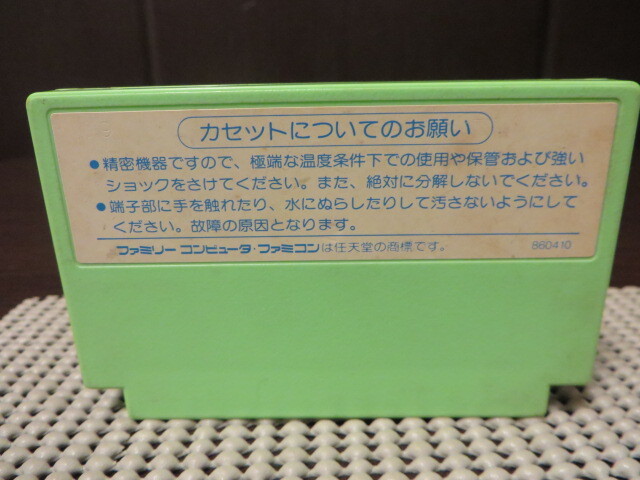 カセットについてのお願い
●精密機器ですので、極端な温度条件下での使用や保管および強い
ショックをさけてください。また、絶対に分解しないでください。
●端子部に手を触れたり、水にぬらしたりして汚さないようにして
ください。故障の原因となります。
ファミリー コンピュータ・ファミコンは任天堂の商標です。 860410